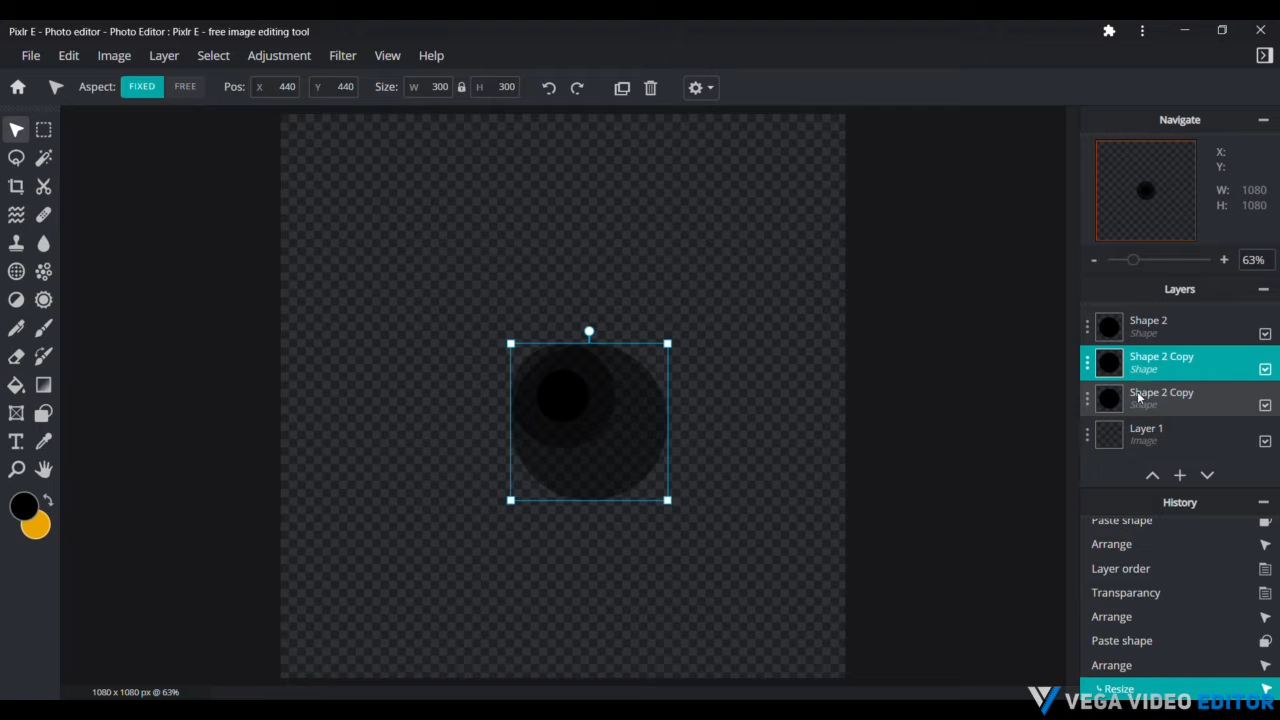 Pixlr E - Photo editor - Photo Editor : Pixlr E - free image editing tool
File Edit Image Layer Select Adjustment Filter View Help
Aspect: FIXED FREE Pos: X 440 Y 440 Size: W 300 H 300
Navigate
X:
Y:
W: 1080
H: 1080
- + 63%
Layers
Shape 2
Shape
Shape 2 Copy
Shape
Shape 2 Copy
Shape
Layer 1
Image
History
Paste shape
Arrange
Layer order
Transparancy
Arrange
Paste shape
Arrange
Resize
1080 x 1080 px @ 63%
VEGA VIDEO EDITOR